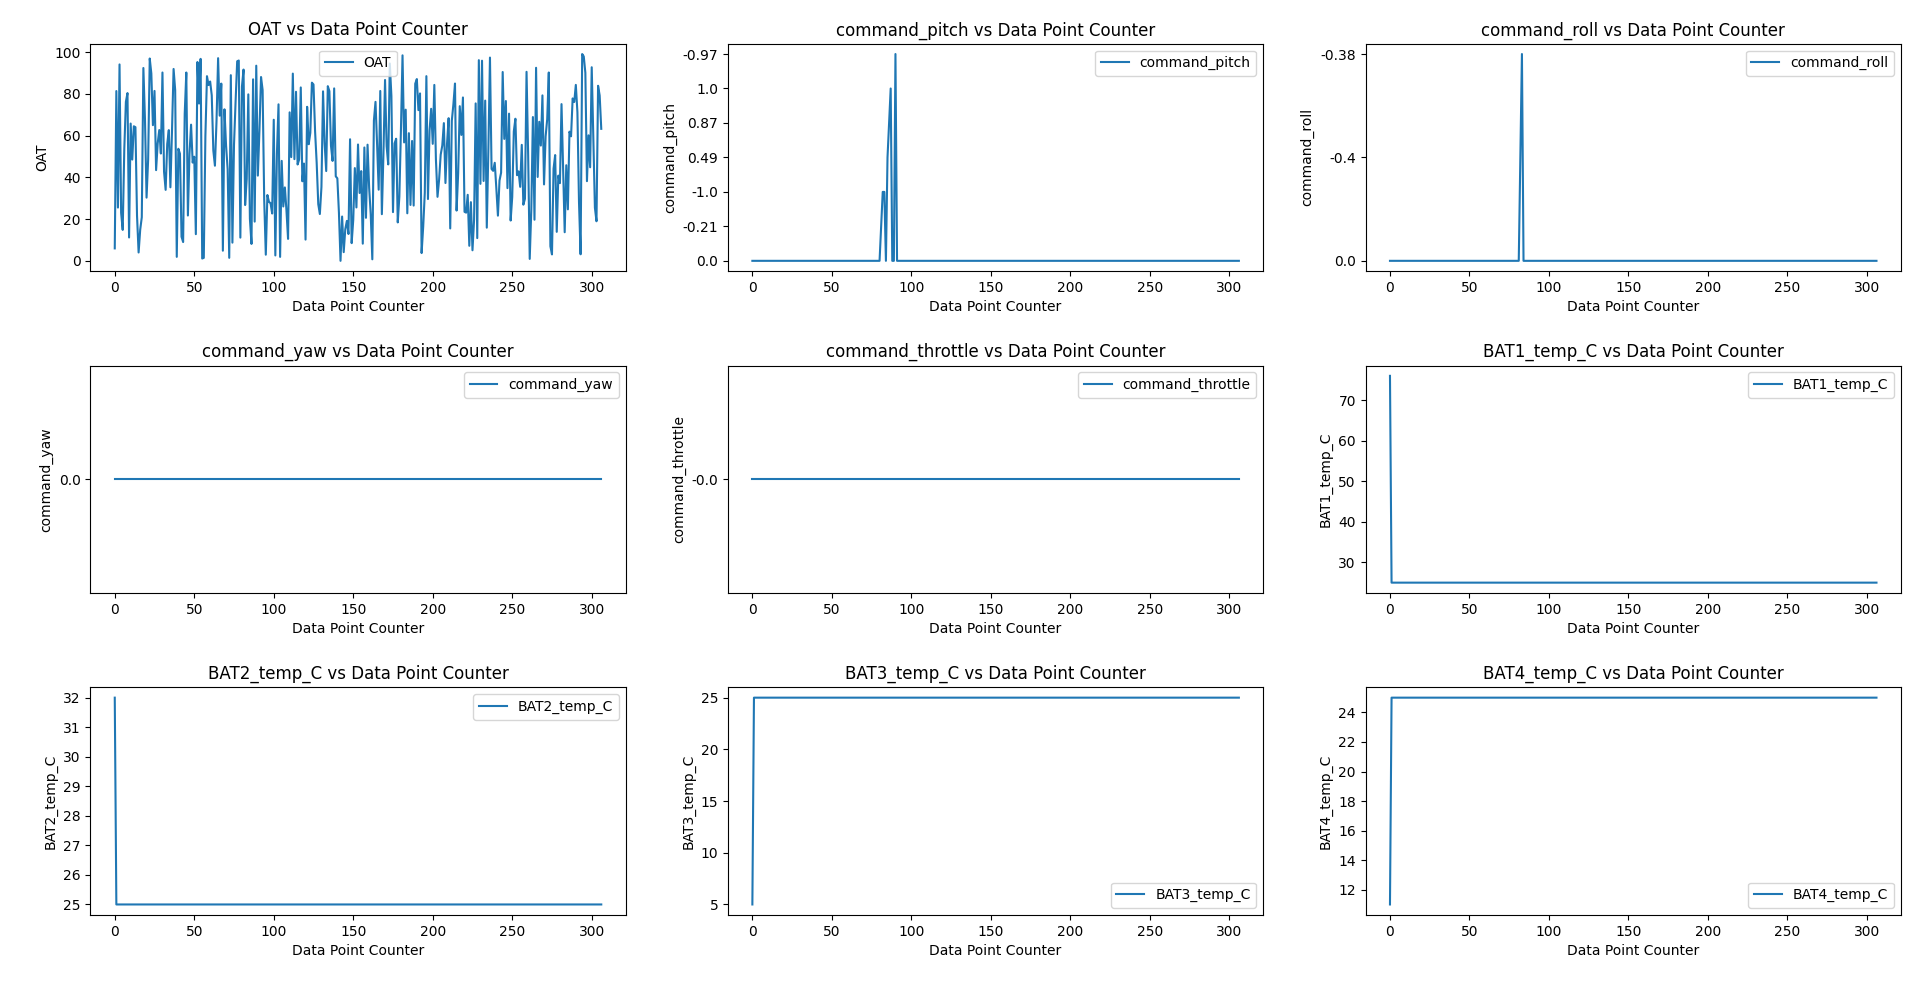 OAT vs Data Point Counter
OAT
100
80
60
40
20
0
OAT
0 50 100 150 200 250 300
Data Point Counter
command_pitch vs Data Point Counter
command_pitch
-0.97
1.0
0.87
0.49
-1.0
-0.21
0.0
command_pitch
0 50 100 150 200 250 300
Data Point Counter
command_roll vs Data Point Counter
command_roll
-0.38
-0.4
0.0
command_roll
0 50 100 150 200 250 300
Data Point Counter
command_yaw vs Data Point Counter
command_yaw
0.0
command_yaw
0 50 100 150 200 250 300
Data Point Counter
command_throttle vs Data Point Counter
command_throttle
-0.0
command_throttle
0 50 100 150 200 250 300
Data Point Counter
BAT1_temp_C vs Data Point Counter
BAT1_temp_C
70
60
50
40
30
BAT1_temp_C
0 50 100 150 200 250 300
Data Point Counter
BAT2_temp_C vs Data Point Counter
BAT2_temp_C
32
31
30
29
28
27
26
25
BAT2_temp_C
0 50 100 150 200 250 300
Data Point Counter
BAT3_temp_C vs Data Point Counter
BAT3_temp_C
25
20
15
10
5
BAT3_temp_C
0 50 100 150 200 250 300
Data Point Counter
BAT4_temp_C vs Data Point Counter
BAT4_temp_C
24
22
20
18
16
14
12
BAT4_temp_C
0 50 100 150 200 250 300
Data Point Counter